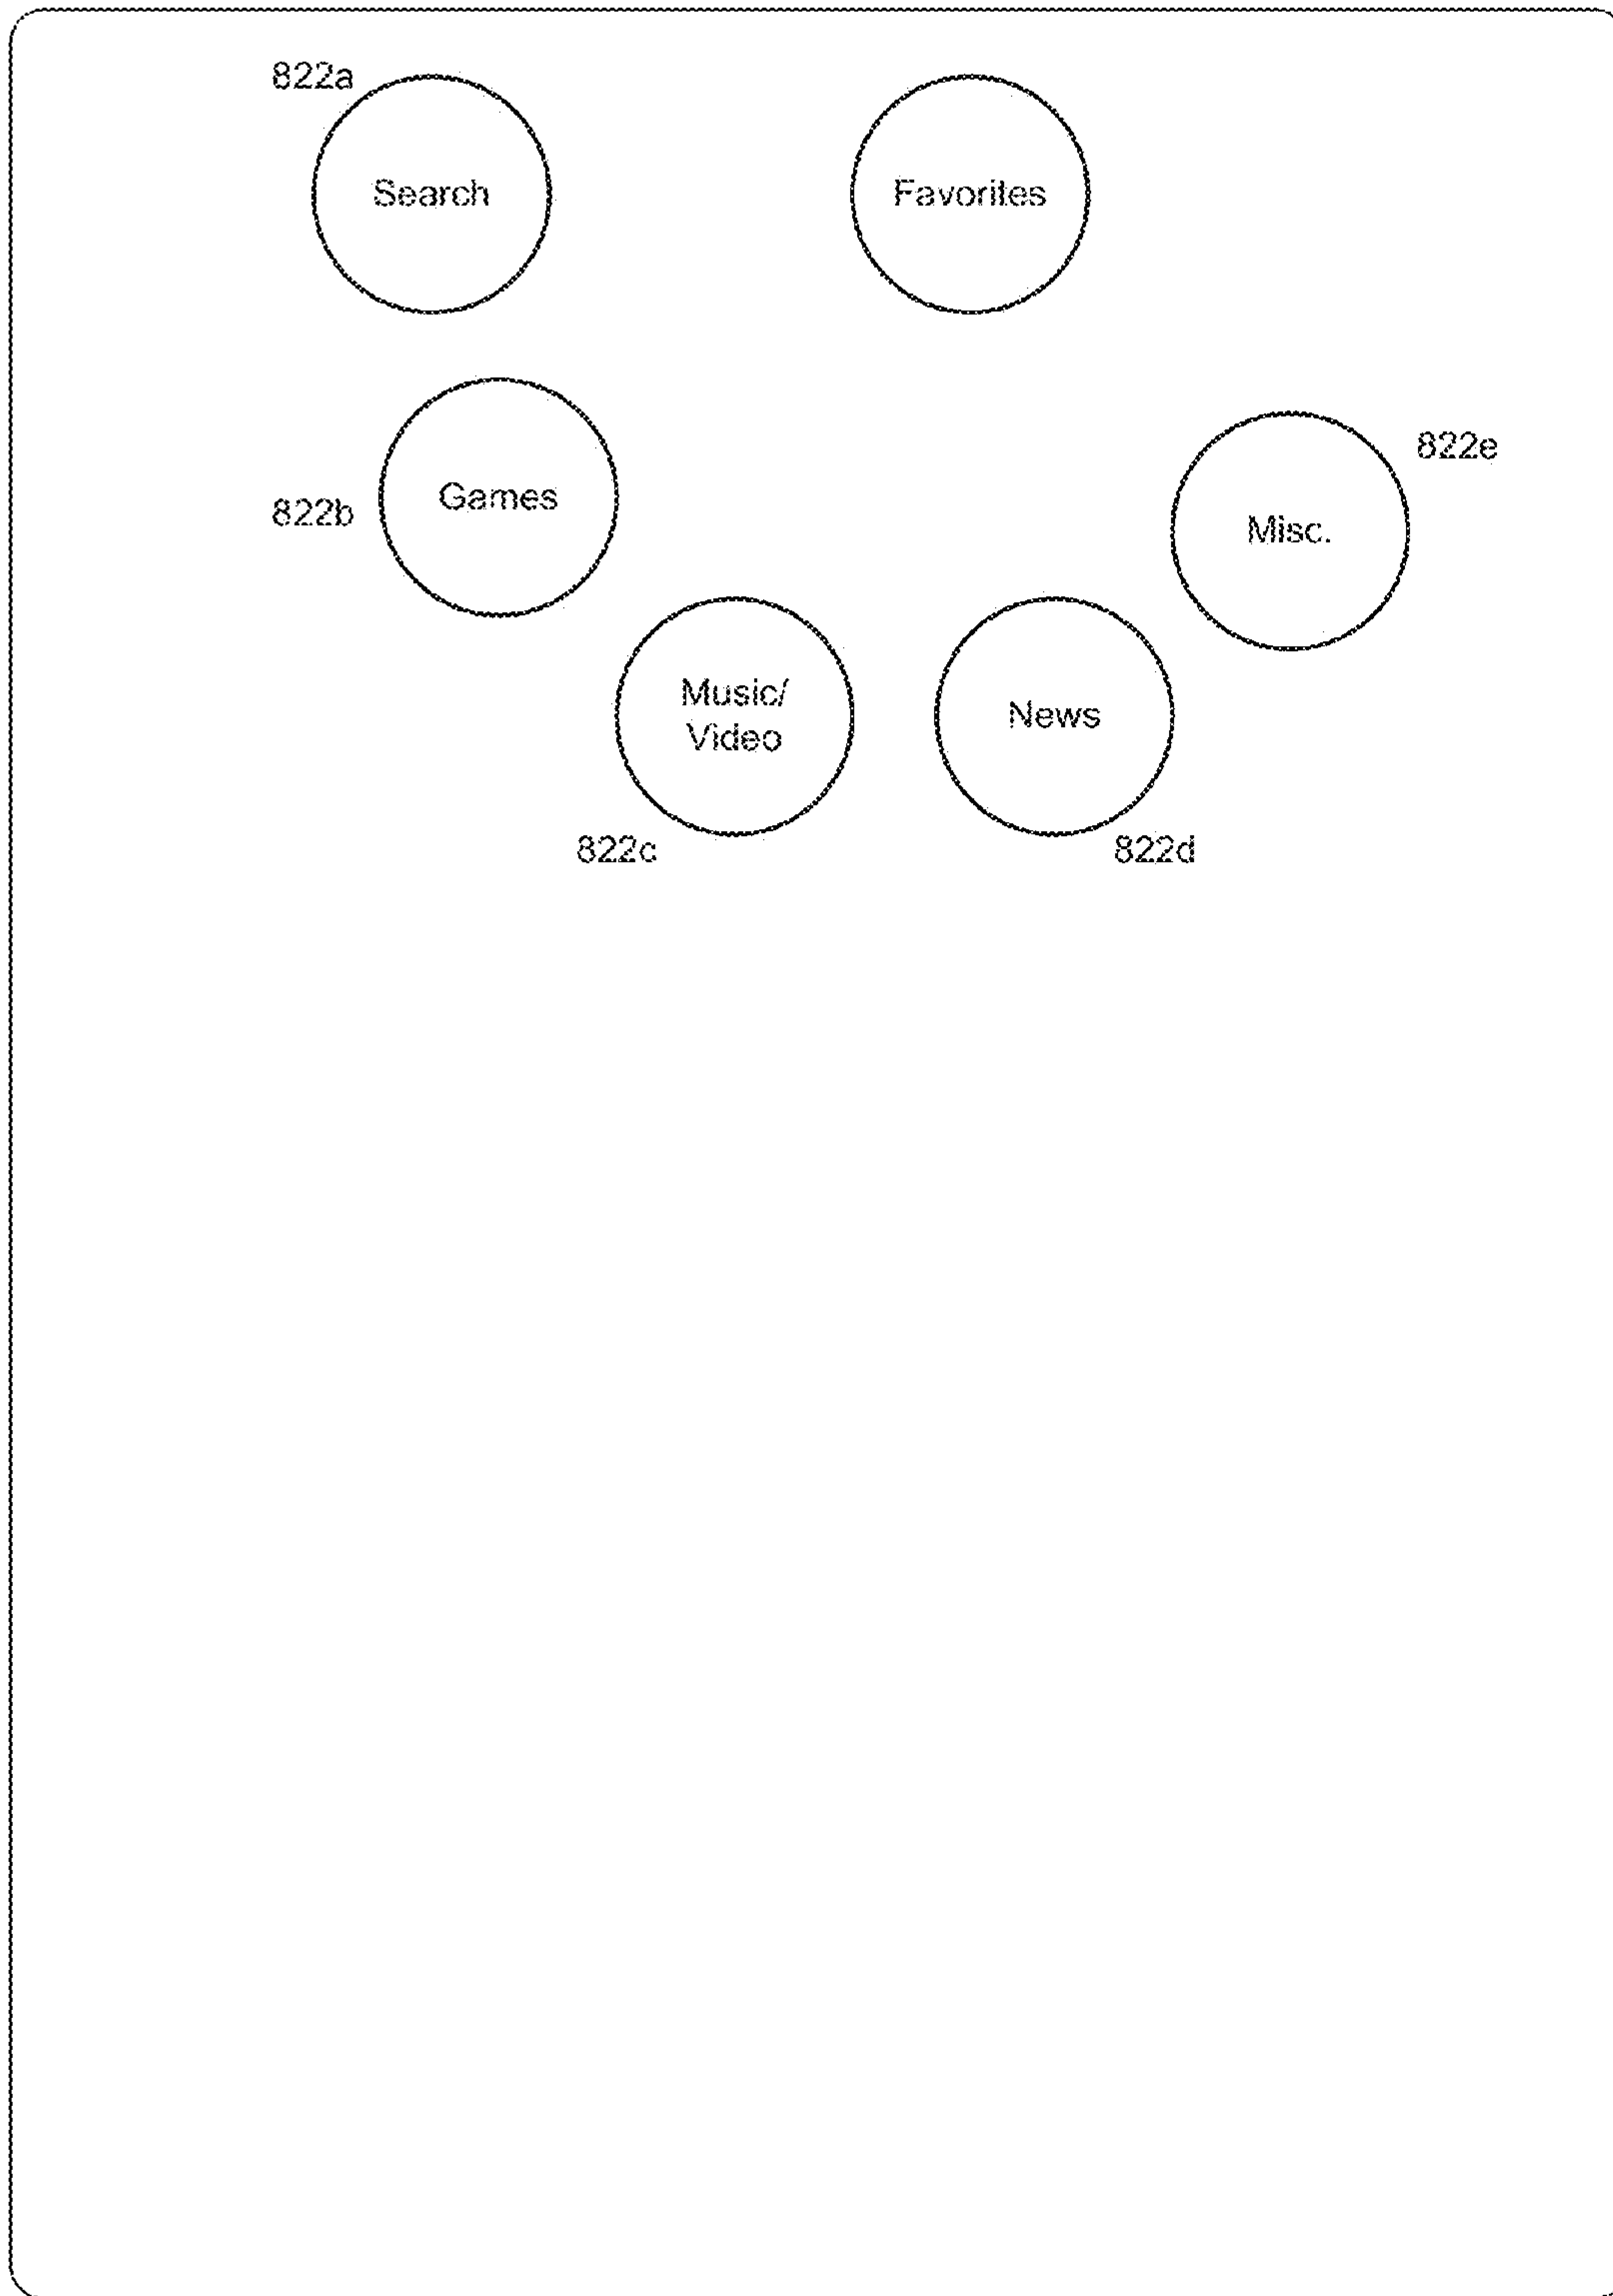 822a
Search
Favorites
822b
Games
822e
Misc.
Music/
Video
News
822c
822d